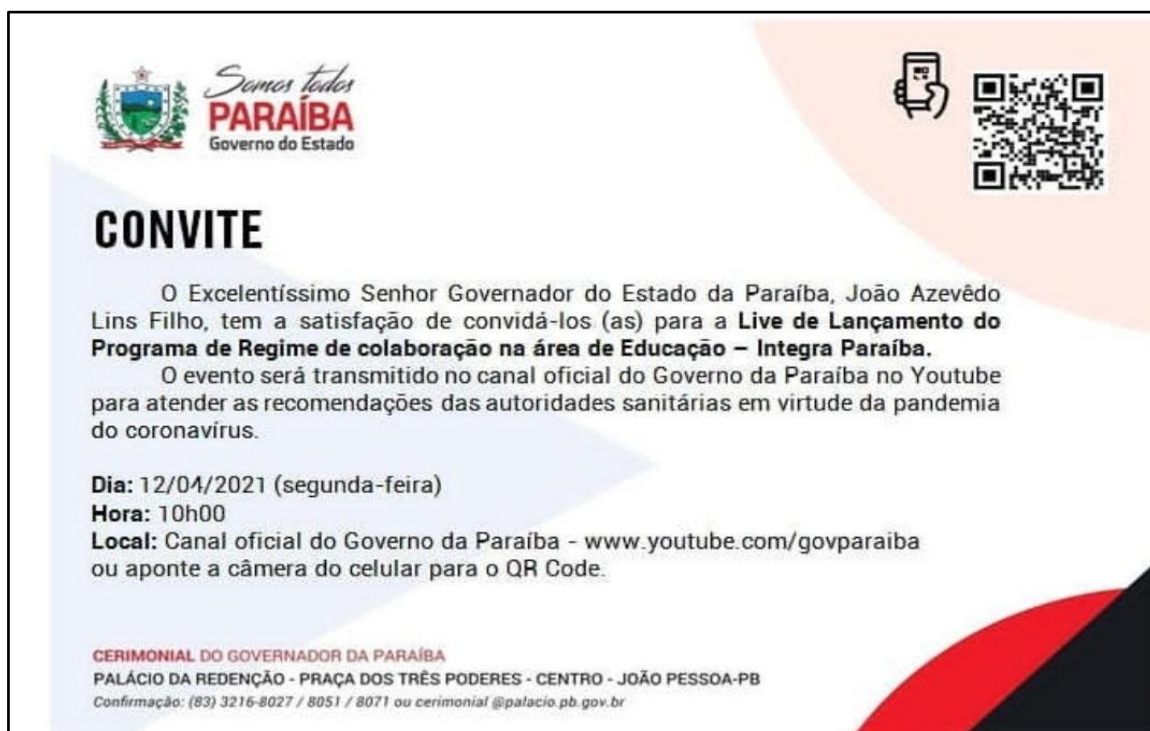 Somos todos
PARAÍBA
Governo do Estado
CONVITE
O Excelentíssimo Senhor Governador do Estado da Paraíba, João Azevêdo
Lins Filho, tem a satisfação de convidá-los (as) para a Live de Lançamento do
Programa de Regime de colaboração na área de Educação – Integra Paraíba.
O evento será transmitido no canal oficial do Governo da Paraíba no Youtube
para atender as recomendações das autoridades sanitárias em virtude da pandemia
do coronavírus.
Dia: 12/04/2021 (segunda-feira)
Hora: 10h00
Local: Canal oficial do Governo da Paraíba - www.youtube.com/govparaiba
ou aponte a câmera do celular para o QR Code.
CERIMONIAL DO GOVERNADOR DA PARAÍBA
PALÁCIO DA REDENÇÃO - PRAÇA DOS TRÊS PODERES - CENTRO - JOÃO PESSOA-PB
Confirmação: (83) 3216-8027 / 8051 / 8071 ou cerimonial @palacio.pb.gov.br